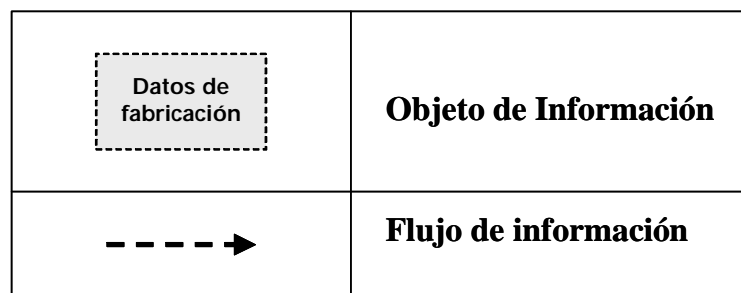 Datos de
fabricación
Objeto de Información
Flujo de información